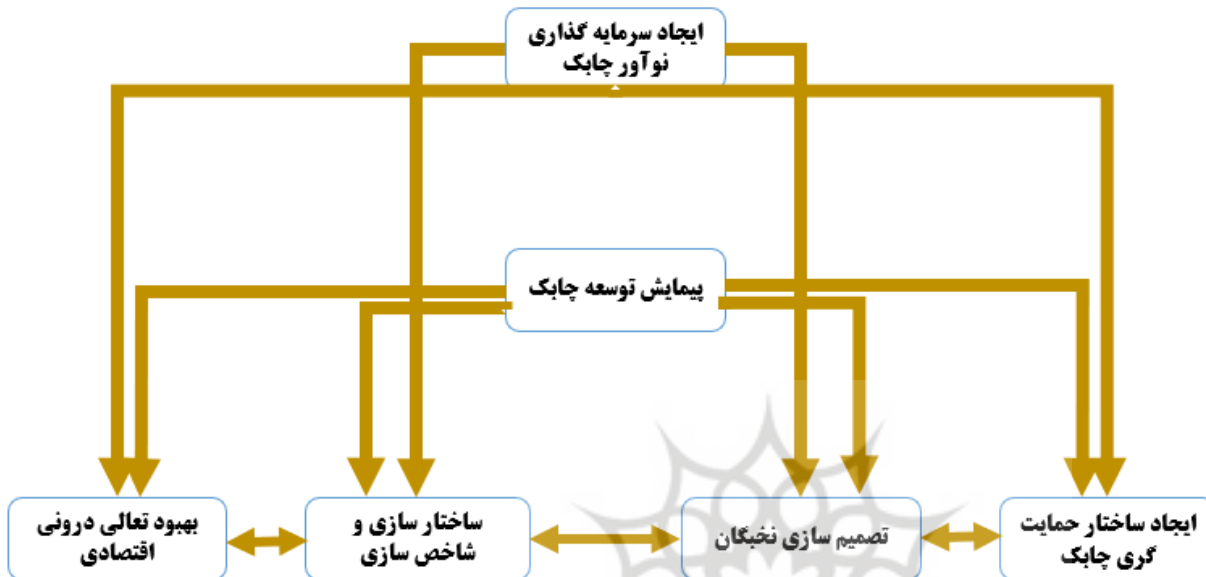 ایجاد سرمایه گذاری
نوآور چابک
پیمایش توسعه چابک
ایجاد ساختار حمایت
گری چابک
تصمیم سازی نخبگان
ساختار سازی و
شاخص سازی
بهبود تعالی درونی
اقتصادی